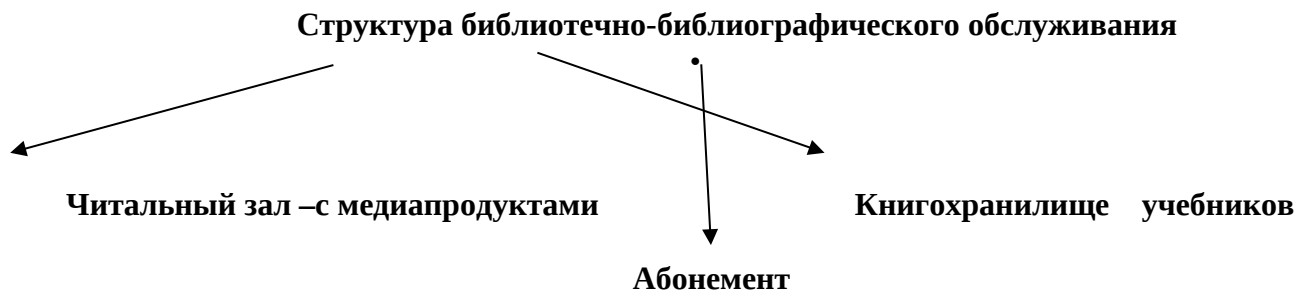 Структура библиотечно-библиографического обслуживания
•
Читальный зал –с медиапродуктами
Книгохранилище учебников
Абонемент